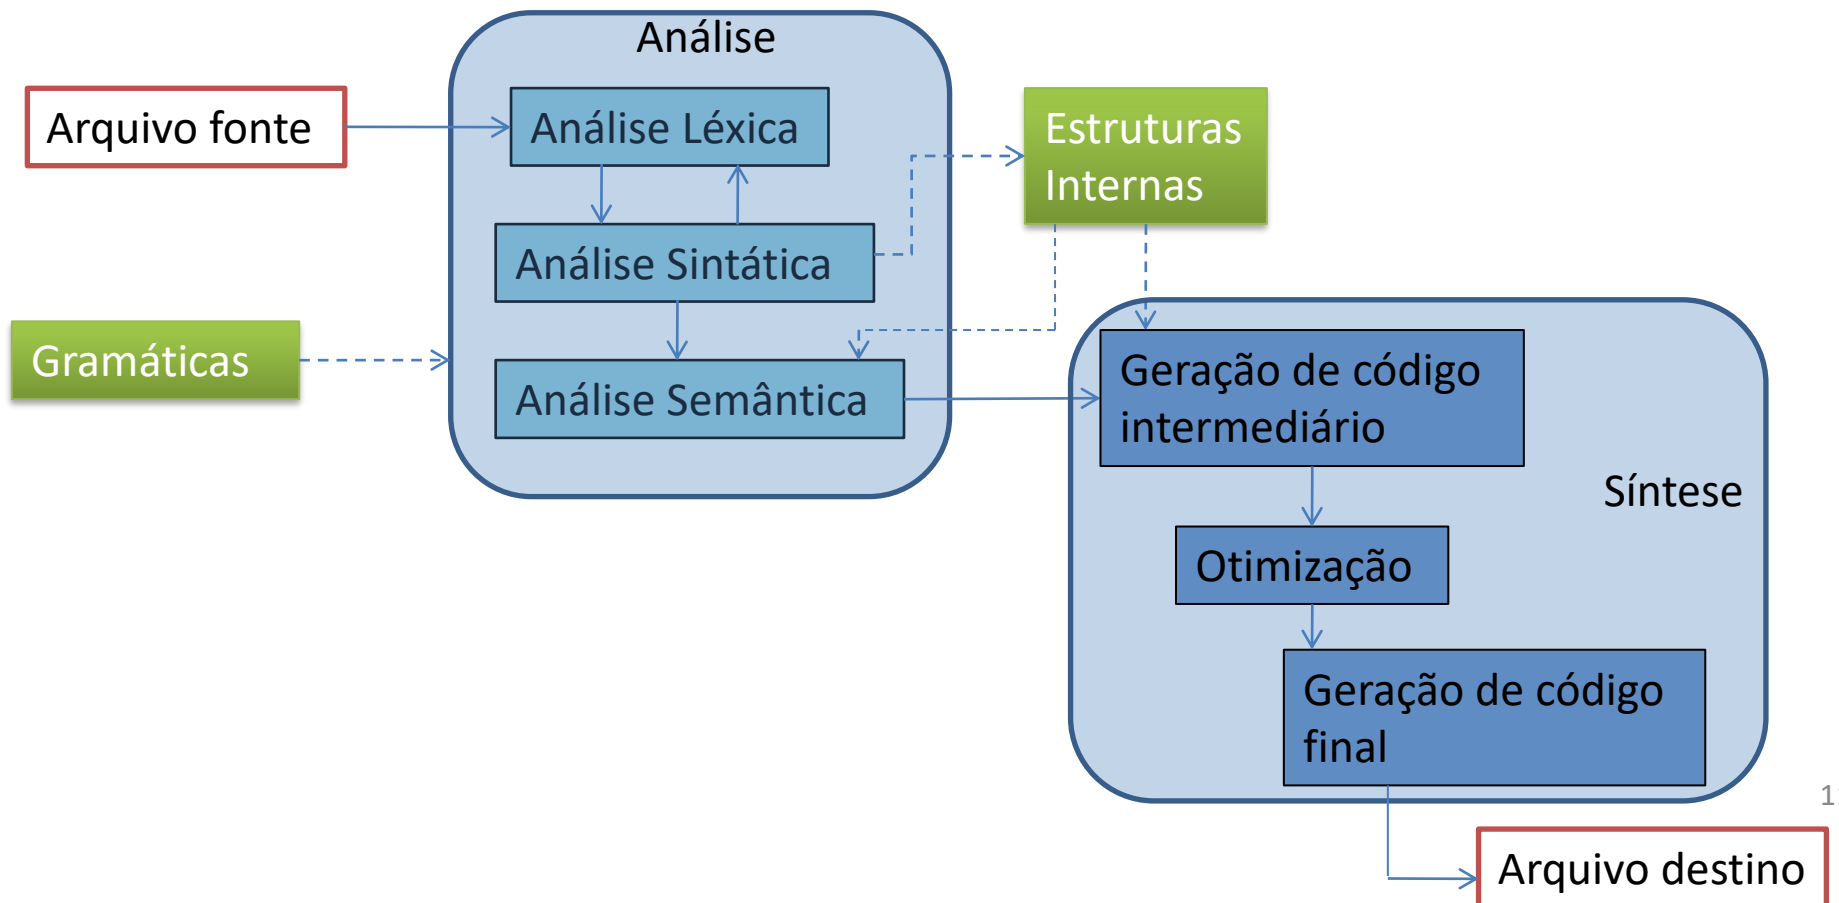 Análise
Arquivo fonte
Análise Léxica
Estruturas
Internas
Análise Sintática
Gramáticas
Análise Semântica
Geração de código
intermediário
Síntese
Otimização
Geração de código
final
Arquivo destino